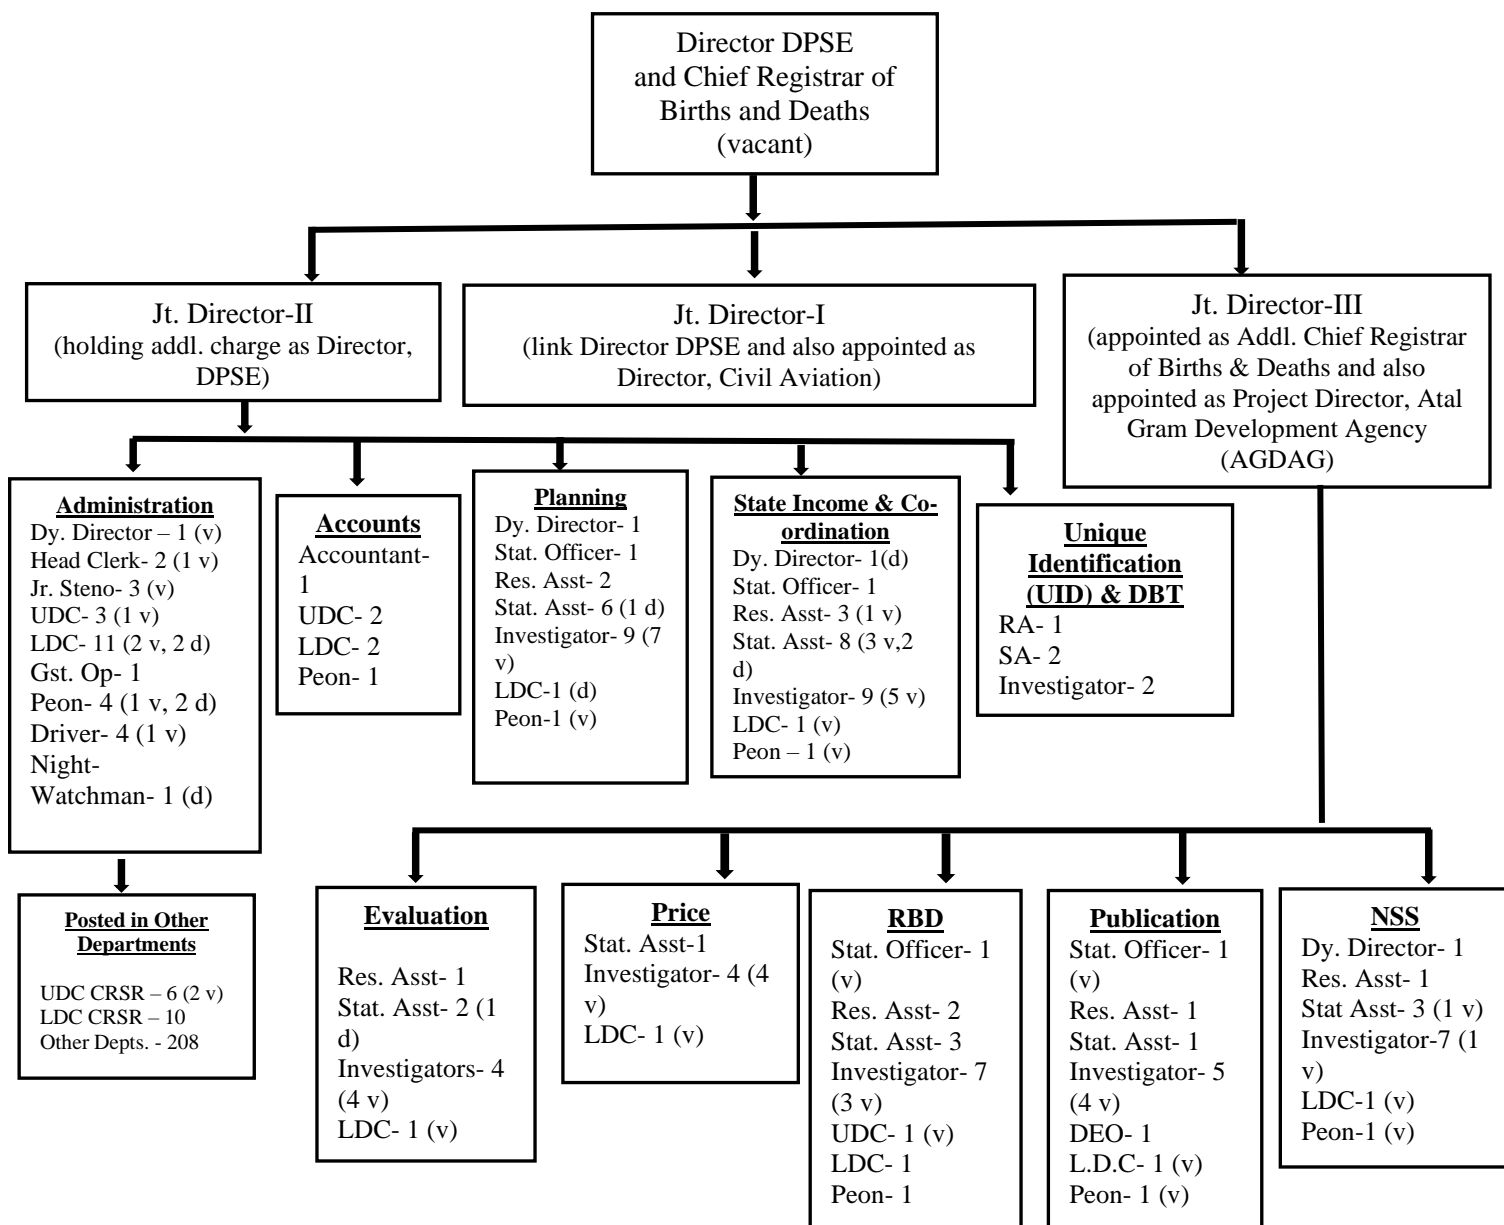 Director DPSE
and Chief Registrar of
Births and Deaths
(vacant)
Jt. Director-II
(holding addl. charge as Director,
DPSE)
Jt. Director-I
(link Director DPSE and also appointed as
Director, Civil Aviation)
Jt. Director-III
(appointed as Addl. Chief Registrar
of Births & Deaths and also
appointed as Project Director, Atal
Gram Development Agency
(AGDAG)
Administration
Dy. Director – 1 (v)
Head Clerk- 2 (1 v)
Jr. Steno- 3 (v)
UDC- 3 (1 v)
LDC- 11 (2 v, 2 d)
Gst. Op- 1
Peon- 4 (1 v, 2 d)
Driver- 4 (1 v)
Night-
Watchman- 1 (d)
Accounts
Accountant-
1
UDC- 2
LDC- 2
Peon- 1
Planning
Dy. Director- 1
Stat. Officer- 1
Res. Asst- 2
Stat. Asst- 6 (1 d)
Investigator- 9 (7
v)
LDC-1 (d)
Peon-1 (v)
State Income & Co-
ordination
Dy. Director- 1(d)
Stat. Officer- 1
Res. Asst- 3 (1 v)
Stat. Asst- 8 (3 v,2
d)
Investigator- 9 (5 v)
LDC- 1 (v)
Peon – 1 (v)
Unique
Identification
(UID) & DBT
RA- 1
SA- 2
Investigator- 2
Posted in Other
Departments
UDC CRSR – 6 (2 v)
LDC CRSR – 10
Other Depts. - 208
Evaluation
Res. Asst- 1
Stat. Asst- 2 (1
d)
Investigators- 4
(4 v)
LDC- 1 (v)
Price
Stat. Asst-1
Investigator- 4 (4
v)
LDC- 1 (v)
RBD
Stat. Officer- 1
(v)
Res. Asst- 2
Stat. Asst- 3
Investigator- 7
(3 v)
UDC- 1 (v)
LDC- 1
Peon- 1
Publication
Stat. Officer- 1
(v)
Res. Asst- 1
Stat. Asst- 1
Investigator- 5
(4 v)
DEO- 1
L.D.C- 1 (v)
Peon- 1 (v)
NSS
Dy. Director- 1
Res. Asst- 1
Stat Asst- 3 (1 v)
Investigator-7 (1
v)
LDC-1 (v)
Peon-1 (v)